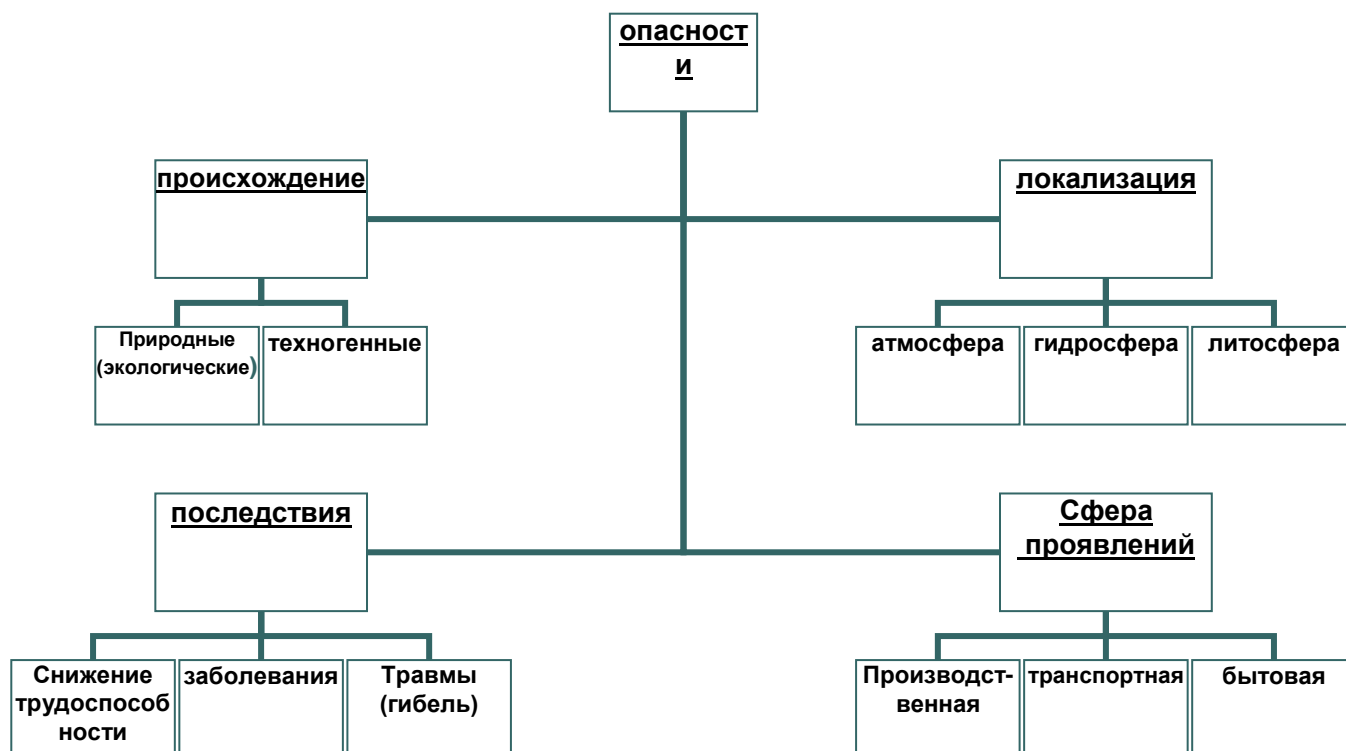 опасност
и
происхождение
локализация
Природные
(экологические)
техногенные
атмосфера
гидросфера
литосфера
последствия
Сфера
проявлений
Снижение
трудоспособ
ности
заболевания
Травмы
(гибель)
Производст-
венная
транспортная
бытовая